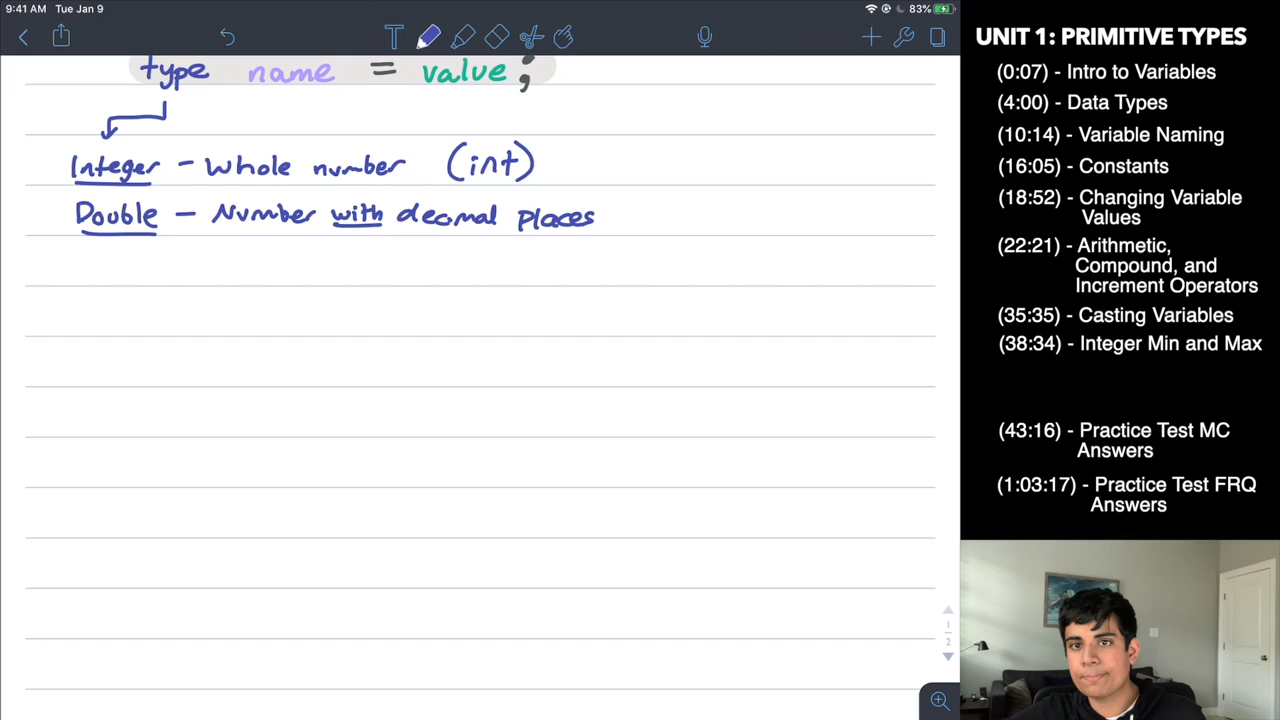 9:41 AM Tue Jan 9
83%
type name = value;
Integer - Whole number (int)
Double - Number with decimal places
1
2
UNIT 1: PRIMITIVE TYPES
(0:07) - Intro to Variables
(4:00) - Data Types
(10:14) - Variable Naming
(16:05) - Constants
(18:52) - Changing Variable
Values
(22:21) - Arithmetic,
Compound, and
Increment Operators
(35:35) - Casting Variables
(38:34) - Integer Min and Max
(43:16) - Practice Test MC
Answers
(1:03:17) - Practice Test FRQ
Answers